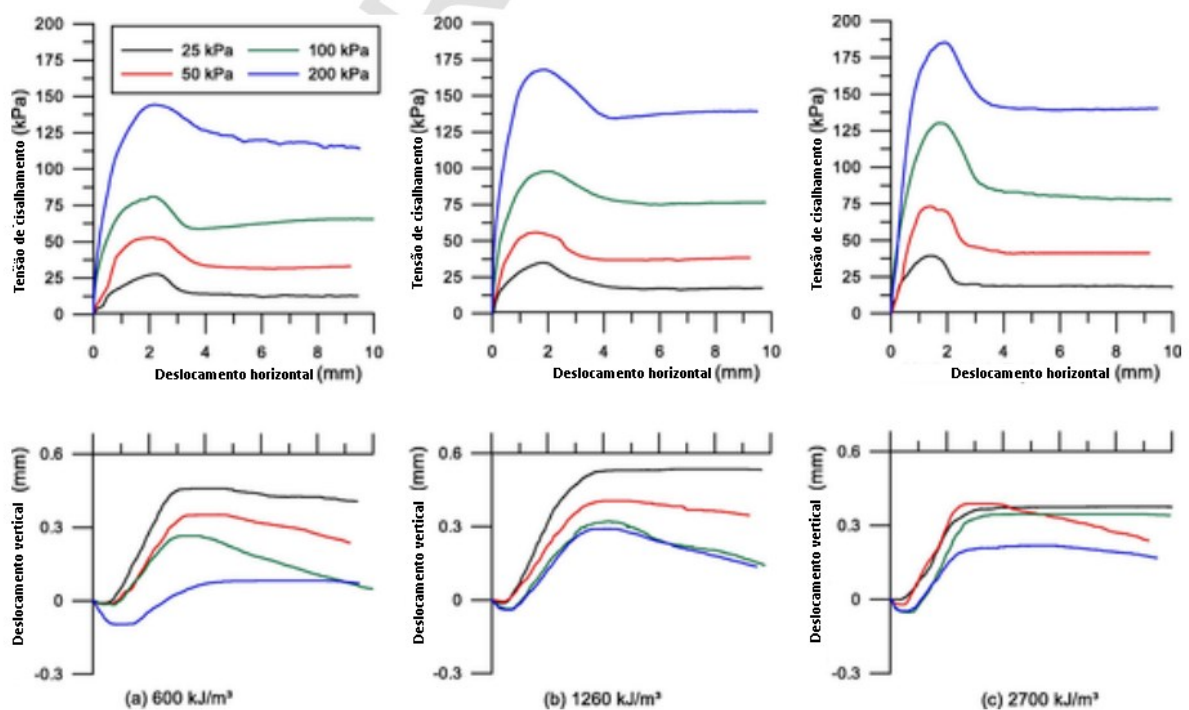 200
175
150
125
100
75
50
25
0
Tensão de cisalhamento (kPa)
25 kPa
100 kPa
50 kPa
200 kPa
0 2 4 6 8 10
Deslocamento horizontal (mm)
200
175
150
125
100
75
50
25
0
Tensão de cisalhamento (kPa)
0 2 4 6 8 10
Deslocamento horizontal (mm)
200
175
150
125
100
75
50
25
0
Tensão de cisalhamento (kPa)
0 2 4 6 8 10
Deslocamento horizontal (mm)
0.6
0.3
0
-0.3
Deslocamento vertical (mm)
(a) 600 kJ/m³
0.6
0.3
0
-0.3
Deslocamento vertical (mm)
(b) 1260 kJ/m³
0.6
0.3
0
-0.3
Deslocamento vertical (mm)
(c) 2700 kJ/m³